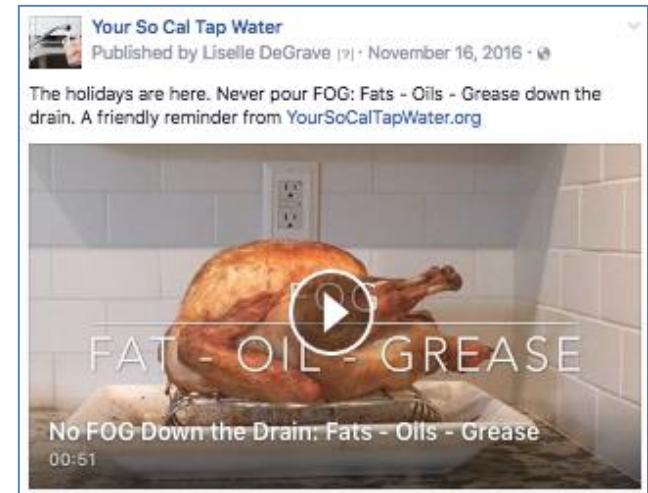 Your So Cal Tap Water
Published by Liselle DeGrave [?] · November 16, 2016 ·
The holidays are here. Never pour FOG: Fats - Oils - Grease down the
drain. A friendly reminder from YourSoCalTapWater.org
FOG
FAT - OIL - GREASE
No FOG Down the Drain: Fats - Oils - Grease
00:51